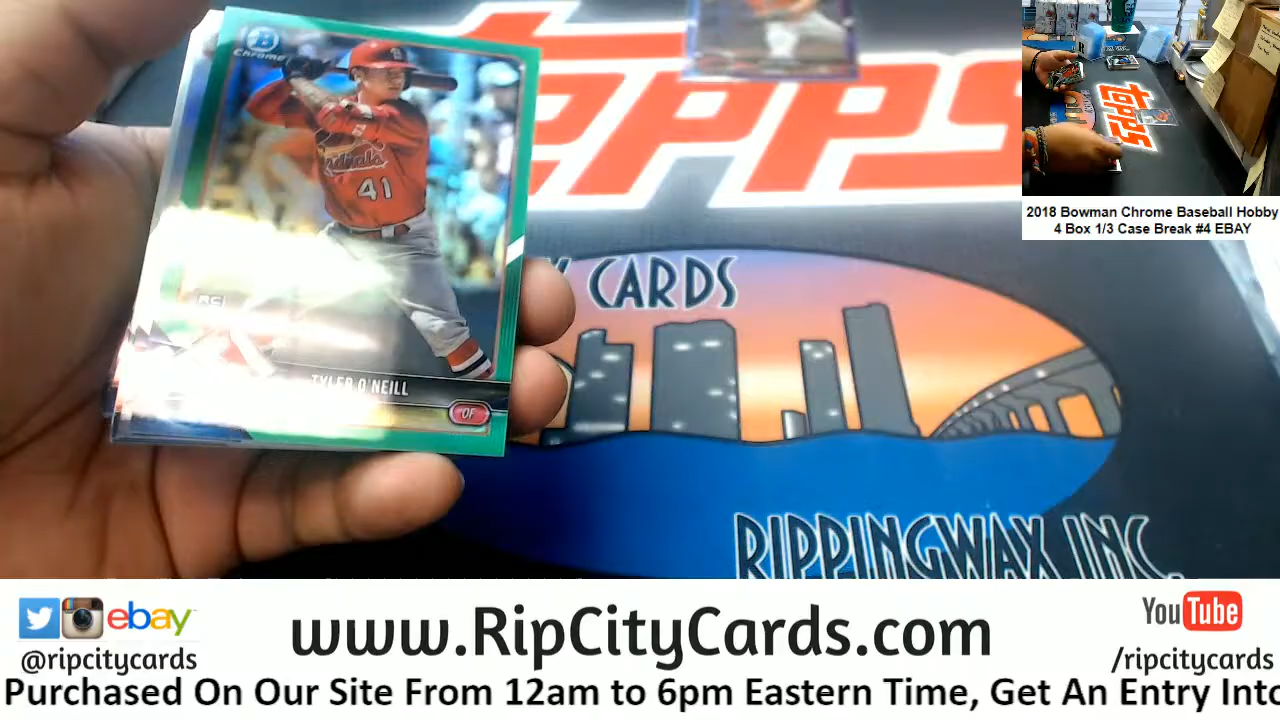 B
Chrome
Cardinals
41
RC
TYLER O'NEILL
OF
TOPPS
CARDS
RIPPINGWAX INC.
TOPPS
2018 Bowman Chrome Baseball Hobby
4 Box 1/3 Case Break #4 EBAY
ebay
@ripcitycards
www.RipCityCards.com
YouTube
/ripcitycards
Purchased On Our Site From 12am to 6pm Eastern Time, Get An Entry Into